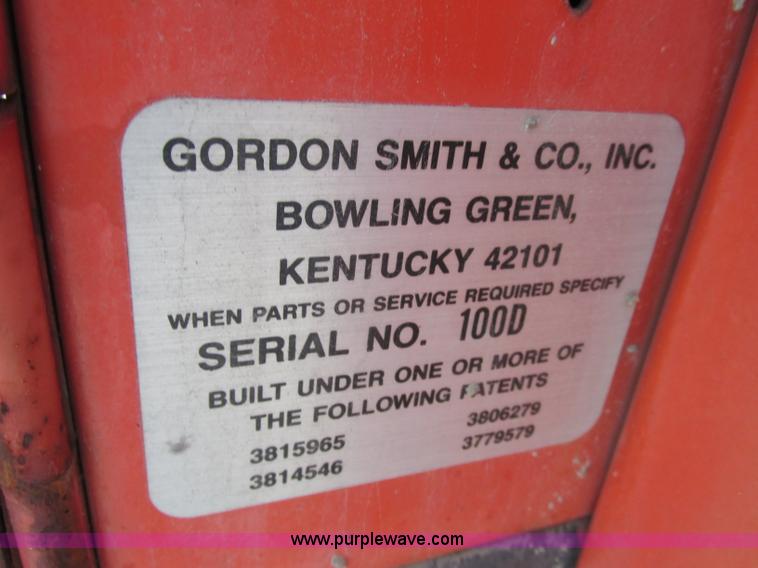 GORDON SMITH & CO., INC.
BOWLING GREEN,
KENTUCKY 42101
WHEN PARTS OR SERVICE REQUIRED SPECIFY
SERIAL NO. 100D
BUILT UNDER ONE OR MORE OF
THE FOLLOWING PATENTS
3815965 3806279
3814546 3779579
www.purplewave.com